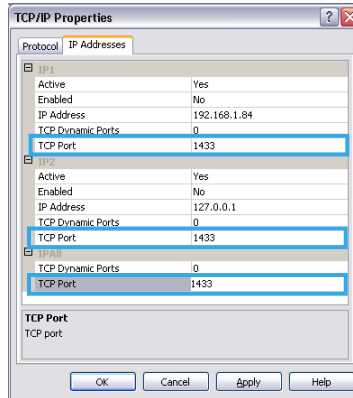 TCP/IP Properties
Protocol IP Addresses
IP1
Active Yes
Enabled No
IP Address 192.168.1.84
TCP Dynamic Ports 0
TCP Port 1433
IP2
Active Yes
Enabled No
IP Address 127.0.0.1
TCP Dynamic Ports 0
TCP Port 1433
IPAll
TCP Dynamic Ports 0
TCP Port 1433
TCP Port
TCP port
OK Cancel Apply Help